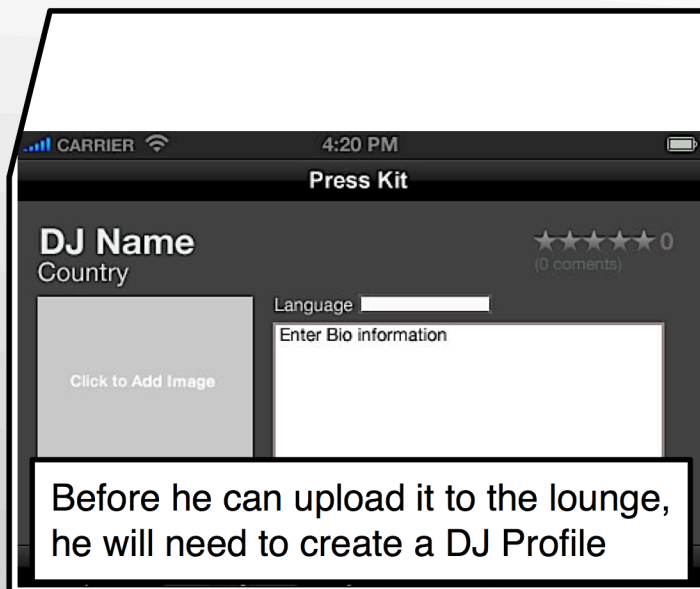 CARRIER 4:20 PM
Press Kit
DJ Name
0
Country
(0 coments)
Language
Enter Bio information
Click to Add Image
Before he can upload it to the lounge,
he will need to create a DJ Profile